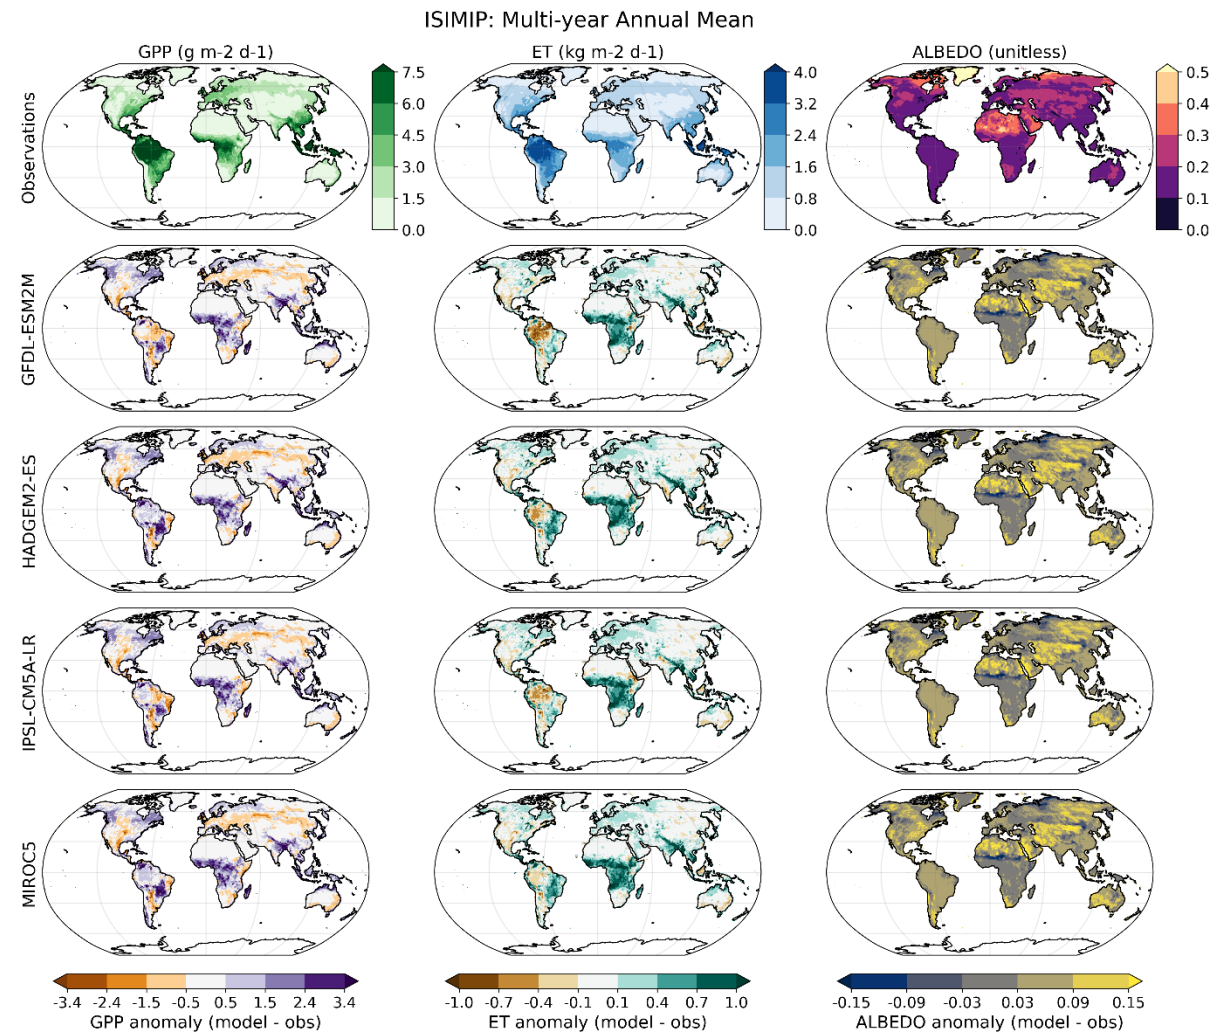 ISIMIP: Multi-year Annual Mean
GPP (g m-2 d-1)
ET (kg m-2 d-1)
ALBEDO (unitless)
Observations
7.5
6.0
4.5
3.0
1.5
0.0
4.0
3.2
2.4
1.6
0.8
0.0
0.5
0.4
0.3
0.2
0.1
0.0
GFDL-ESM2M
HADGEM2-ES
IPSL-CM5A-LR
MIROC5
-3.4 -2.4 -1.5 -0.5 0.5 1.5 2.4 3.4
GPP anomaly (model - obs)
-1.0 -0.7 -0.4 -0.1 0.1 0.4 0.7 1.0
ET anomaly (model - obs)
-0.15 -0.09 -0.03 0.03 0.09 0.15
ALBEDO anomaly (model - obs)